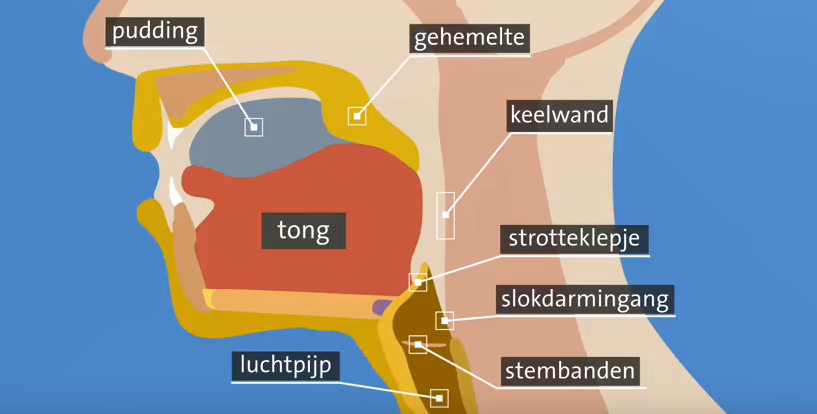 pudding
gehemelte
keelwand
tong
strotteklepje
slokdarmingang
luchtpijp
stembanden